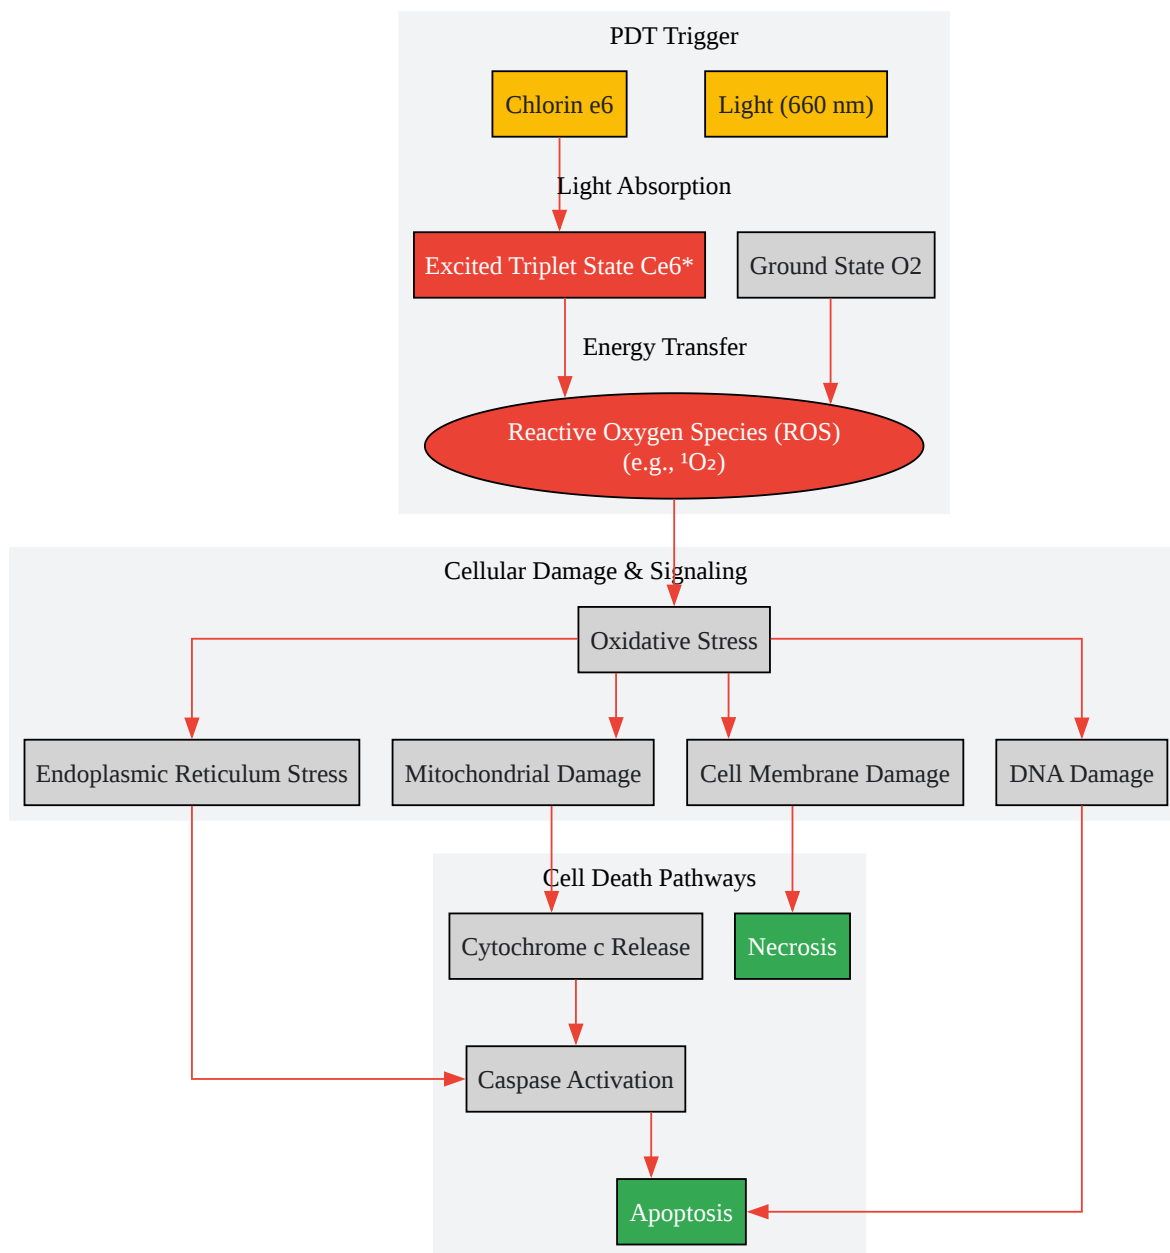 PDT Trigger
Chlorin e6
Light (660 nm)
Light Absorption
Excited Triplet State Ce6*
Ground State O2
Energy Transfer
Reactive Oxygen Species (ROS)
(e.g., ¹O₂)
Cellular Damage & Signaling
Oxidative Stress
Endoplasmic Reticulum Stress
Mitochondrial Damage
Cell Membrane Damage
DNA Damage
Cell Death Pathways
Cytochrome c Release
Necrosis
Caspase Activation
Apoptosis